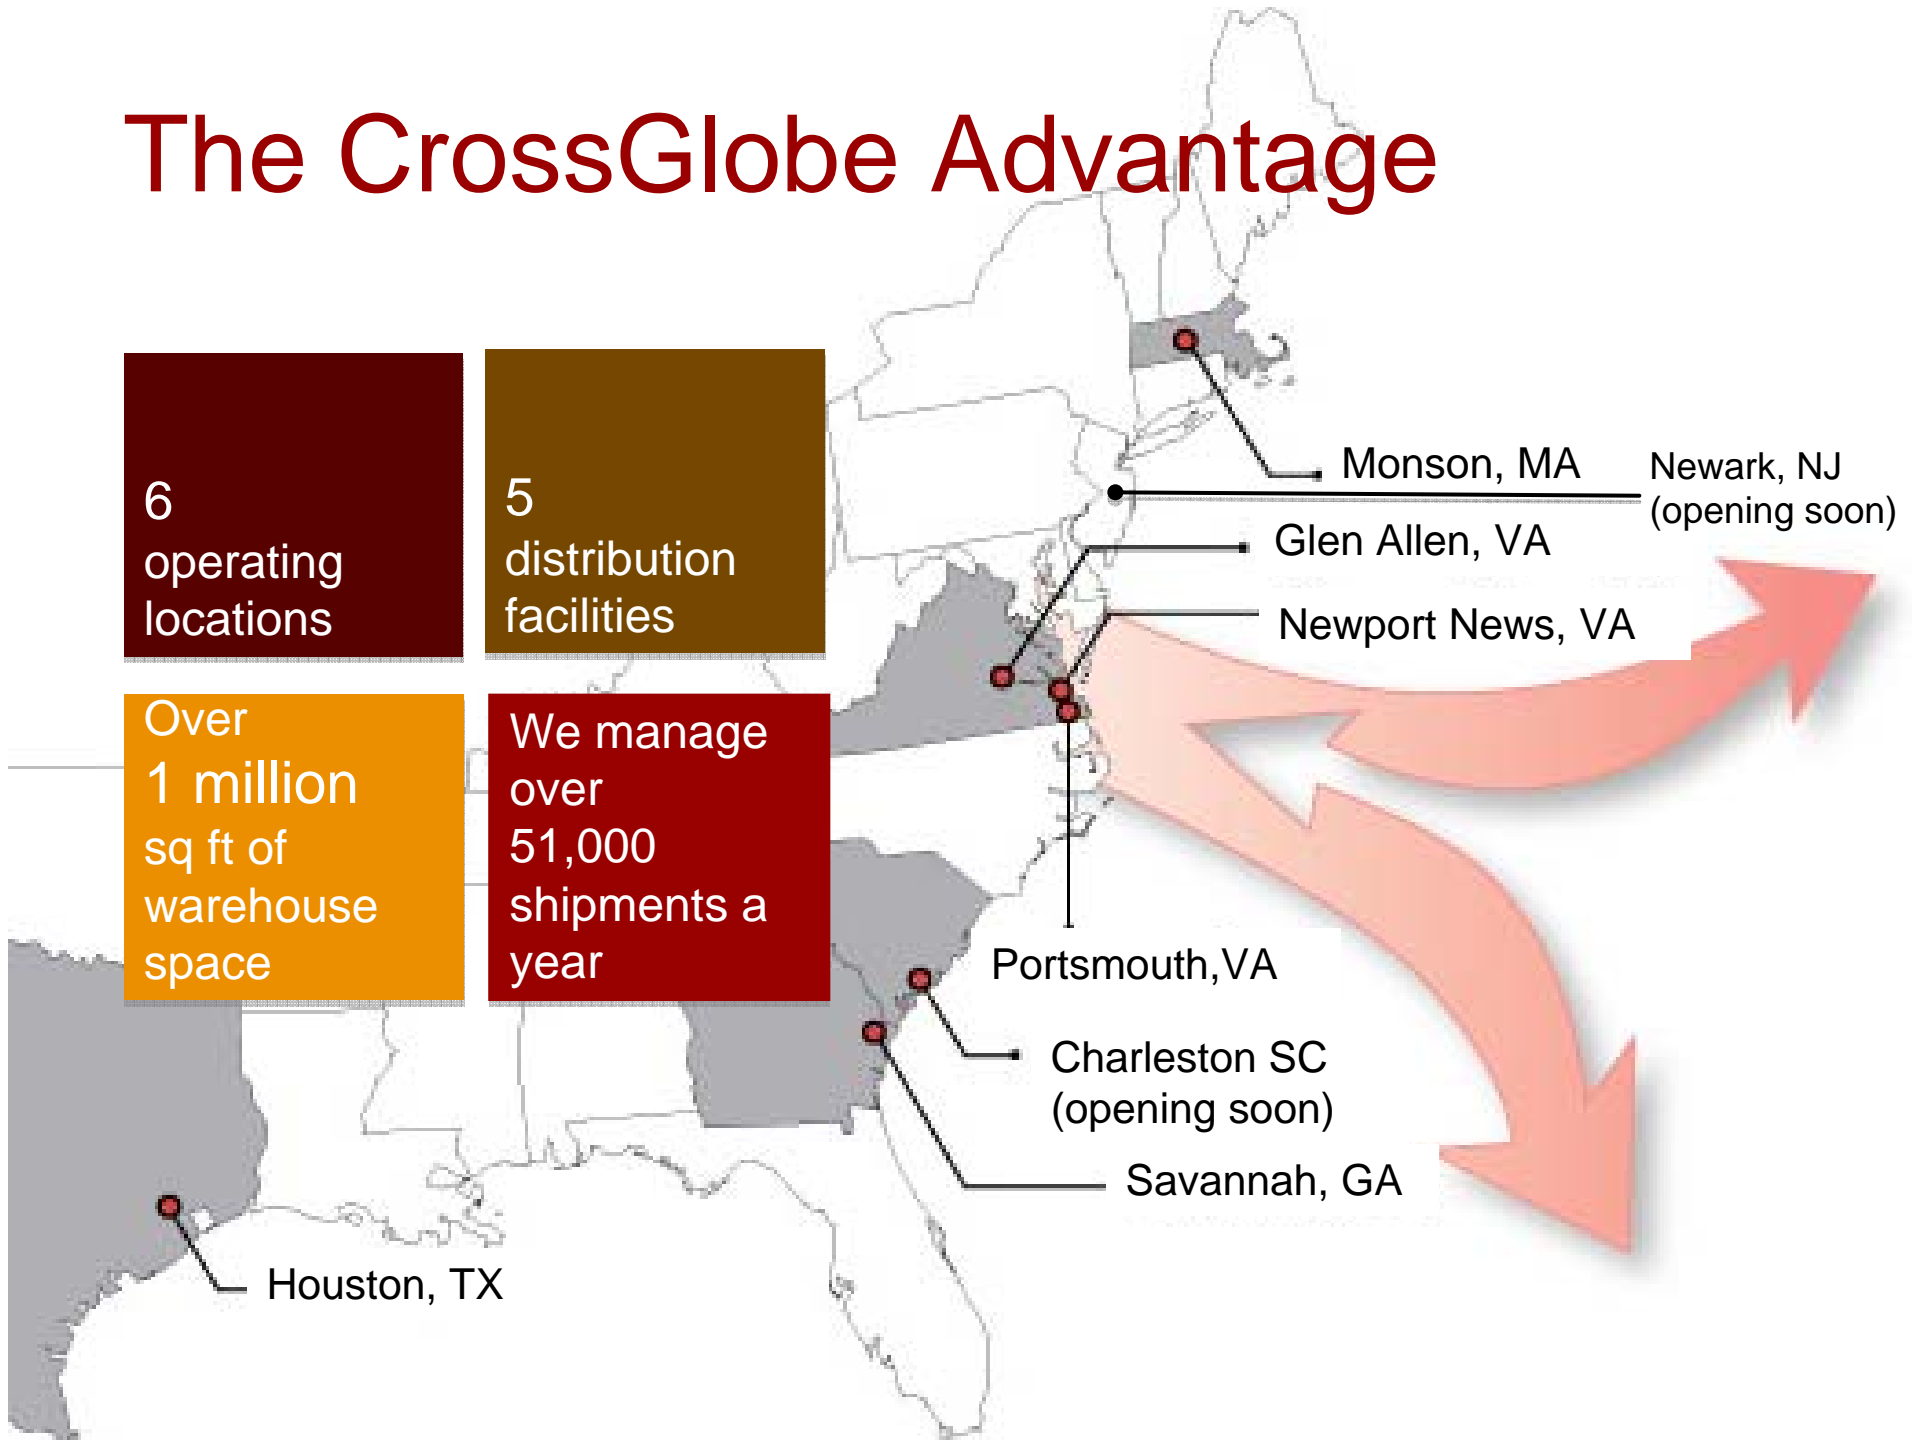 The CrossGlobe Advantage
6
operating
locations
5
distribution
facilities
Over
1 million
sq ft of
warehouse
space
We manage
over
51,000
shipments a
year
Monson, MA
Newark, NJ
(opening soon)
Glen Allen, VA
Newport News, VA
Portsmouth,VA
Charleston SC
(opening soon)
Savannah, GA
Houston, TX